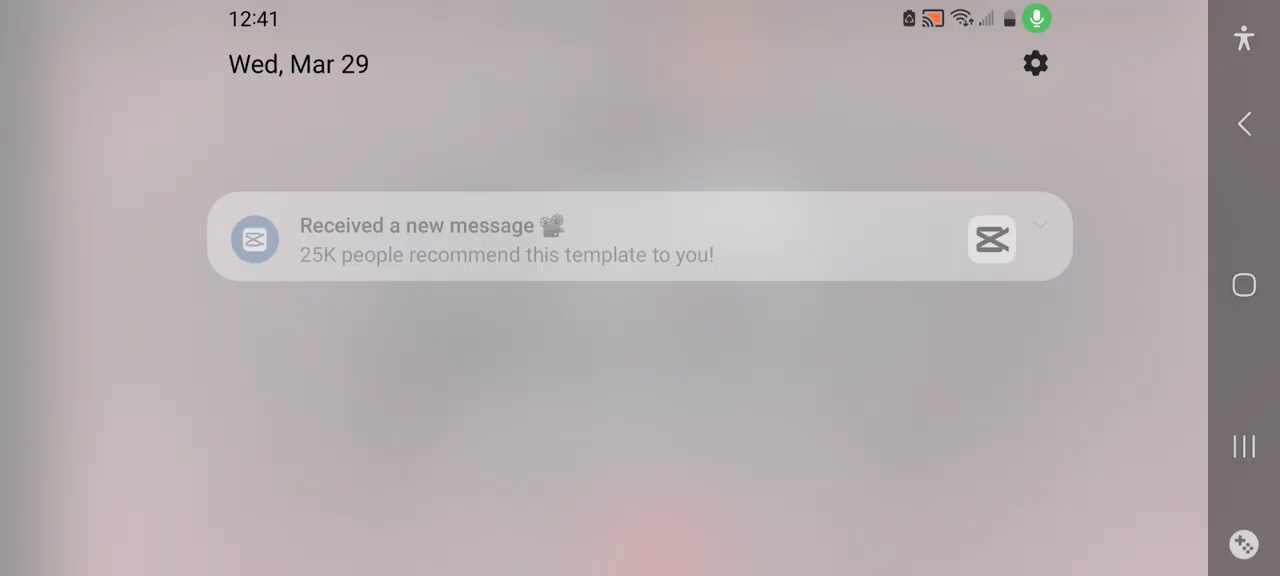 12:41
Wed, Mar 29
Received a new message 📽️
25K people recommend this template to you!